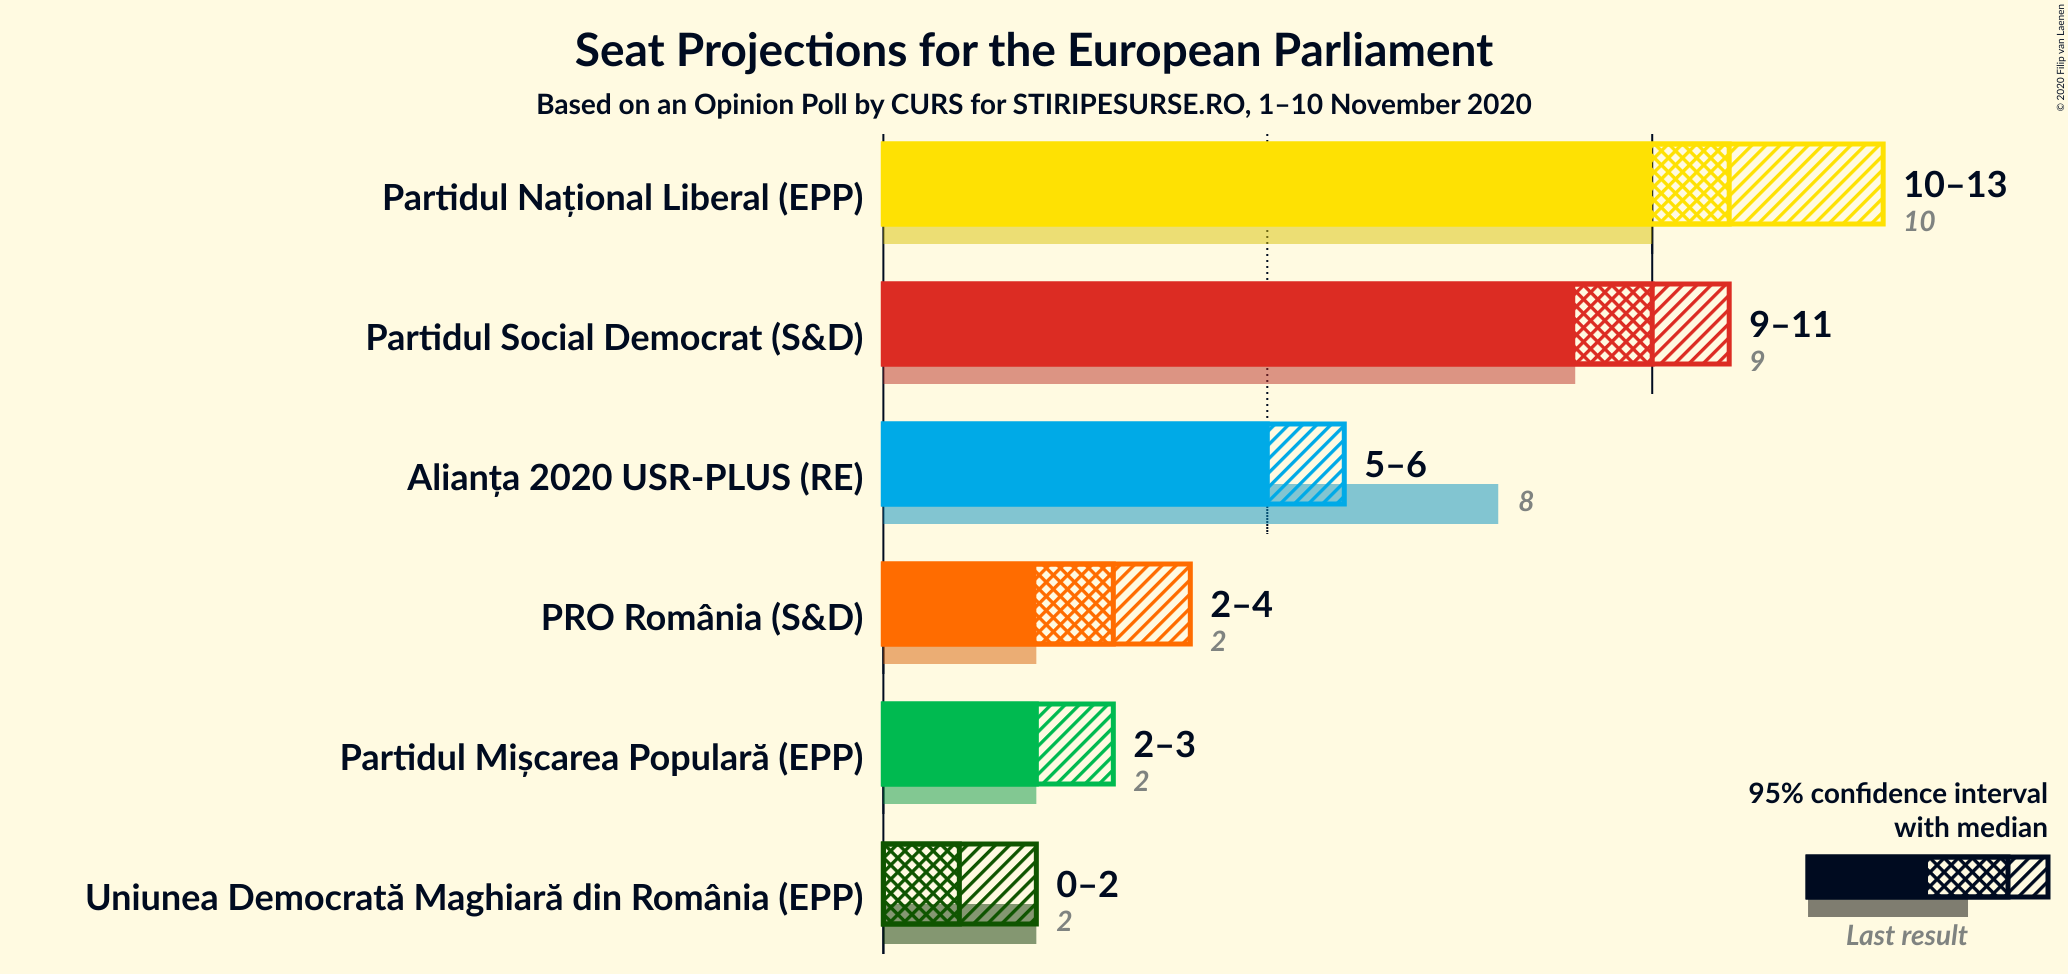 Seat Projections for the European Parliament
Based on an Opinion Poll by CURS for STIRIPESURSE.RO, 1–10 November 2020
© 2020 Filip van Laenen
Partidul Național Liberal (EPP)
10–13
10
Partidul Social Democrat (S&D)
9–11
9
Alianța 2020 USR-PLUS (RE)
5–6
8
PRO România (S&D)
2–4
2
Partidul Mișcarea Populară (EPP)
2–3
2
Uniunea Democrată Maghiară din România (EPP)
0–2
2
95% confidence interval
with median
Last result